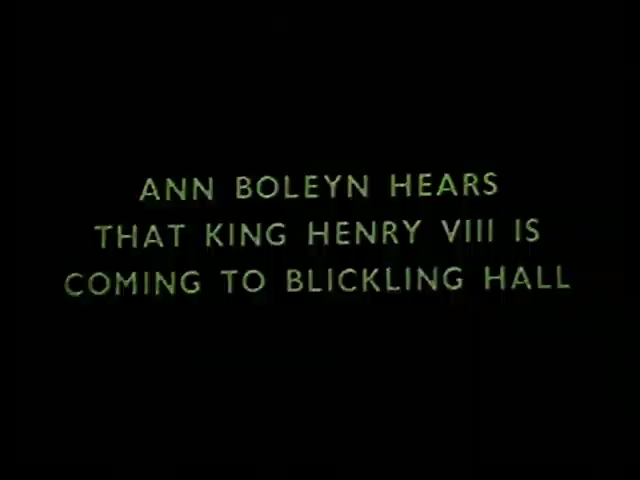 ANN BOLEYN HEARS
THAT KING HENRY VIII IS
COMING TO BLICKLING HALL